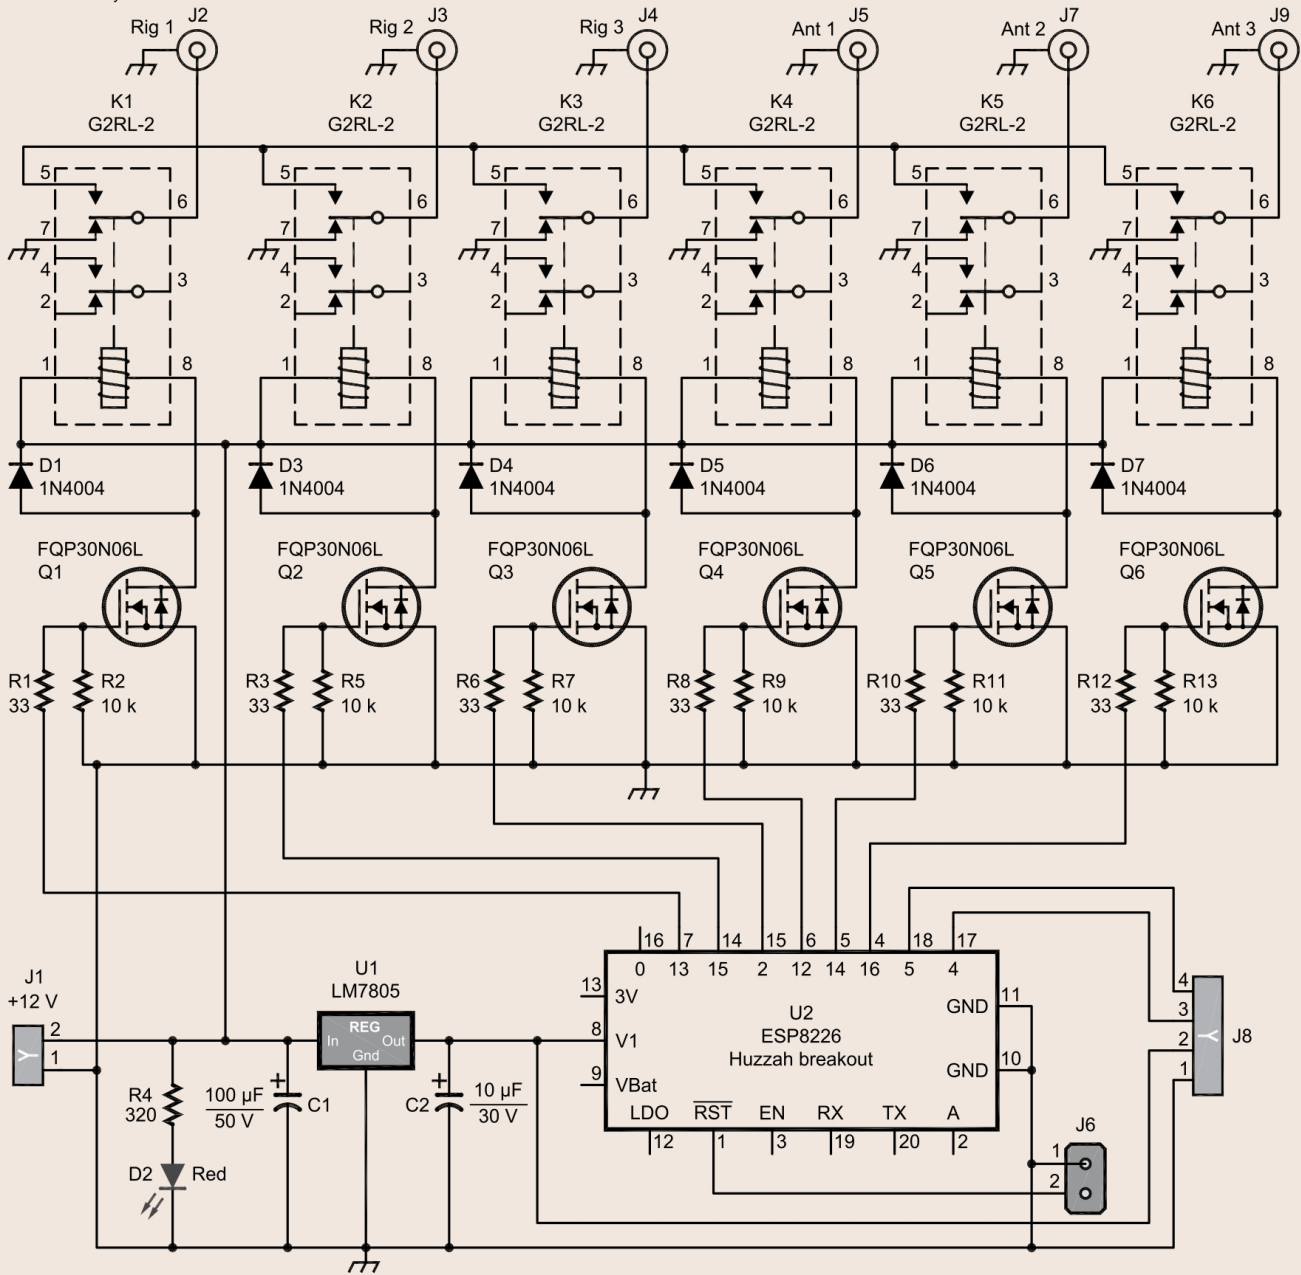 J2 J3 J4 J5 J7 J9
Rig 1 Rig 2 Rig 3 Ant 1 Ant 2 Ant 3
K1 K2 K3 K4 K5 K6
G2RL-2 G2RL-2 G2RL-2 G2RL-2 G2RL-2 G2RL-2
5 5 5 5 5 5
6 6 6 6 6 6
7 7 7 7 7 7
4 4 4 4 4 4
3 3 3 3 3 3
2 2 2 2 2 2
1 8 1 8 1 8 1 8 1 8 1 8
D1 D3 D4 D5 D6 D7
1N4004 1N4004 1N4004 1N4004 1N4004 1N4004
FQP30N06L FQP30N06L FQP30N06L FQP30N06L FQP30N06L FQP30N06L
Q1 Q2 Q3 Q4 Q5 Q6
R1 R2 R3 R5 R6 R7 R8 R9 R10 R11 R12 R13
33 10 k 33 10 k 33 10 k 33 10 k 33 10 k 33 10 k
16 7 14 15 6 5 4 18 17
0 13 15 2 12 14 16 5 4
J1
+12 V
2
1
U1
LM7805
REG
In Out
Gnd
13 3V
8 V1
9 VBat
U2
ESP8226
Huzzah breakout
GND 11
GND 10
LDO RST EN RX TX A
12 1 3 19 20 2
4
3
2
1
J8
R4
320
100 µF
50 V
C1
C2
10 µF
30 V
D2 Red
J6
1
2